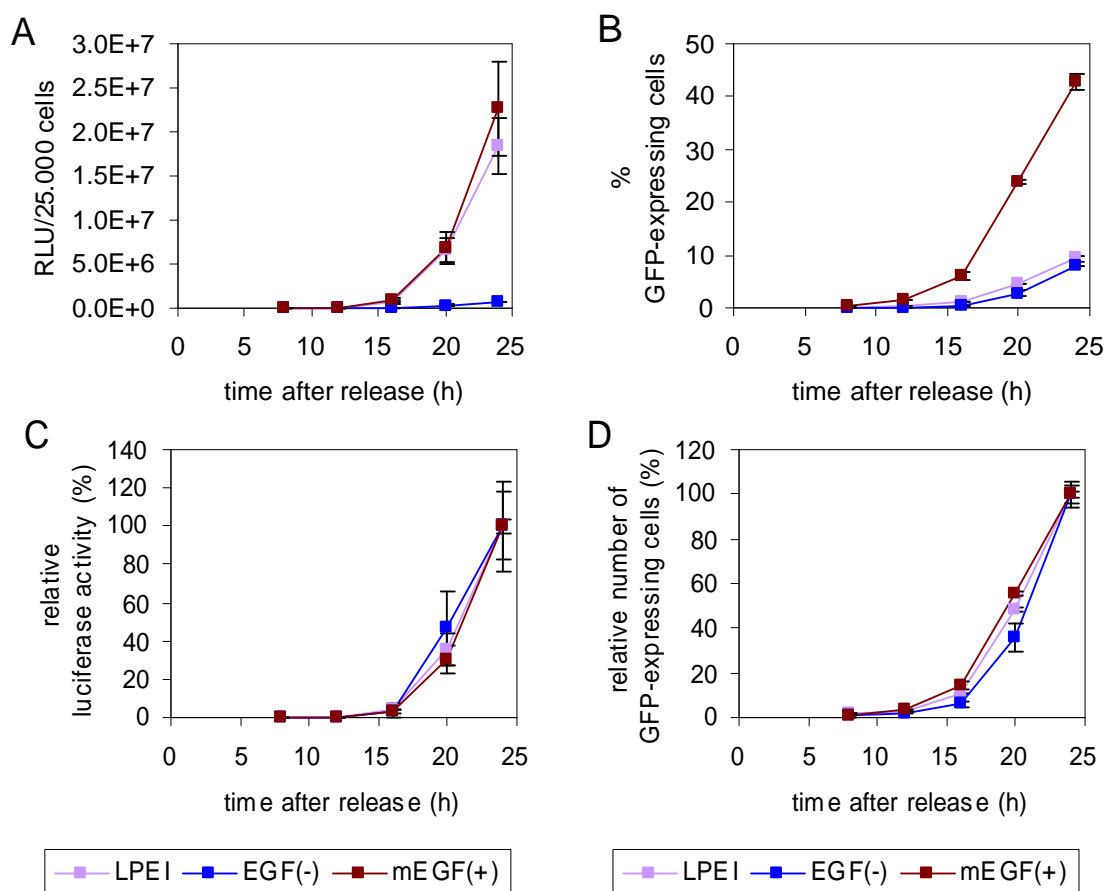 A
3.0E+7
2.5E+7
2.0E+7
1.5E+7
1.0E+7
5.0E+6
0.0E+0
RLU/25.000 cells
0 5 10 15 20 25
time after release (h)
B
50
40
30
20
10
0
%
GFP-expressing cells
0 5 10 15 20 25
time after release (h)
C
140
120
100
80
60
40
20
0
relative
luciferase activity (%)
0 5 10 15 20 25
time after release (h)
D
120
100
80
60
40
20
0
relative number of
GFP-expressing cells (%)
0 5 10 15 20 25
time after release (h)
LPEI EGF(-) mEGF(+)
LPEI EGF(-) mEGF(+)